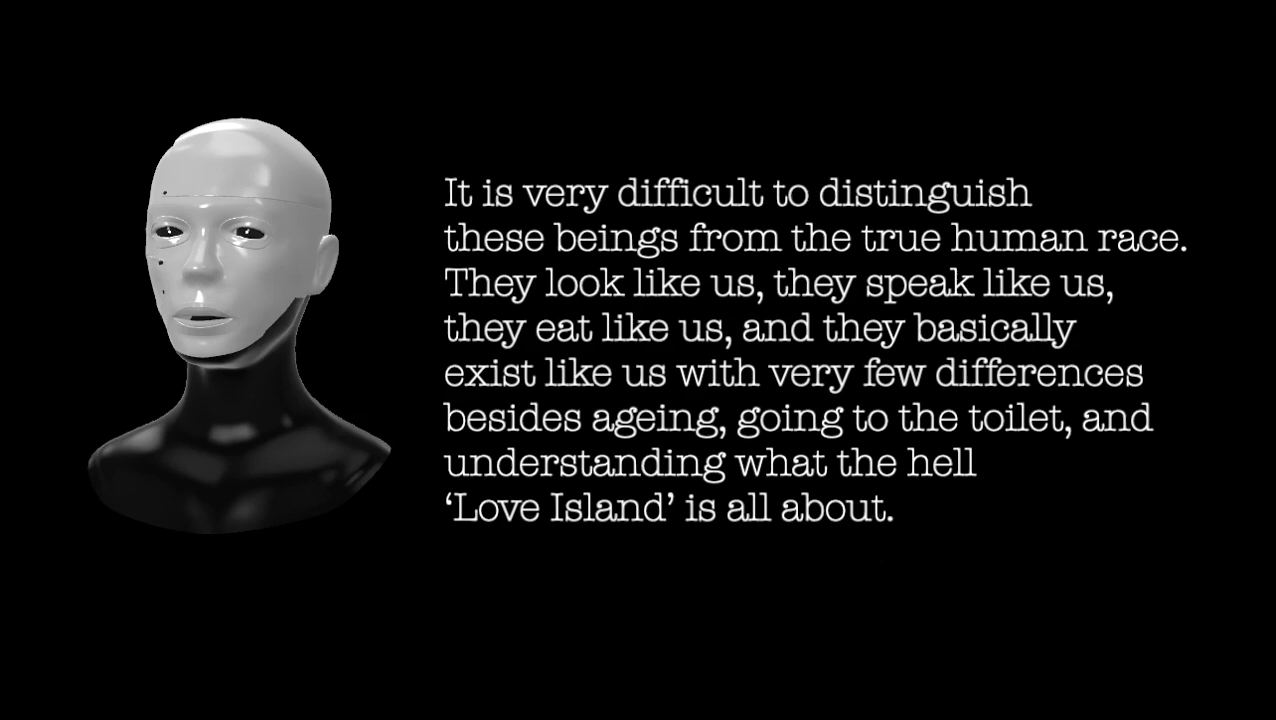 It is very difficult to distinguish
these beings from the true human race.
They look like us, they speak like us,
they eat like us, and they basically
exist like us with very few differences
besides ageing, going to the toilet, and
understanding what the hell
‘Love Island’ is all about.